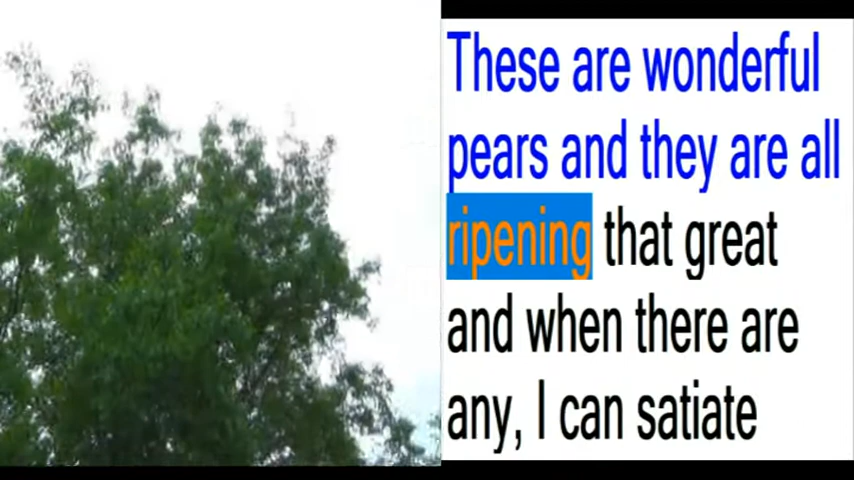 These are wonderful
pears and they are all
ripening that great
and when there are
any, I can satiate